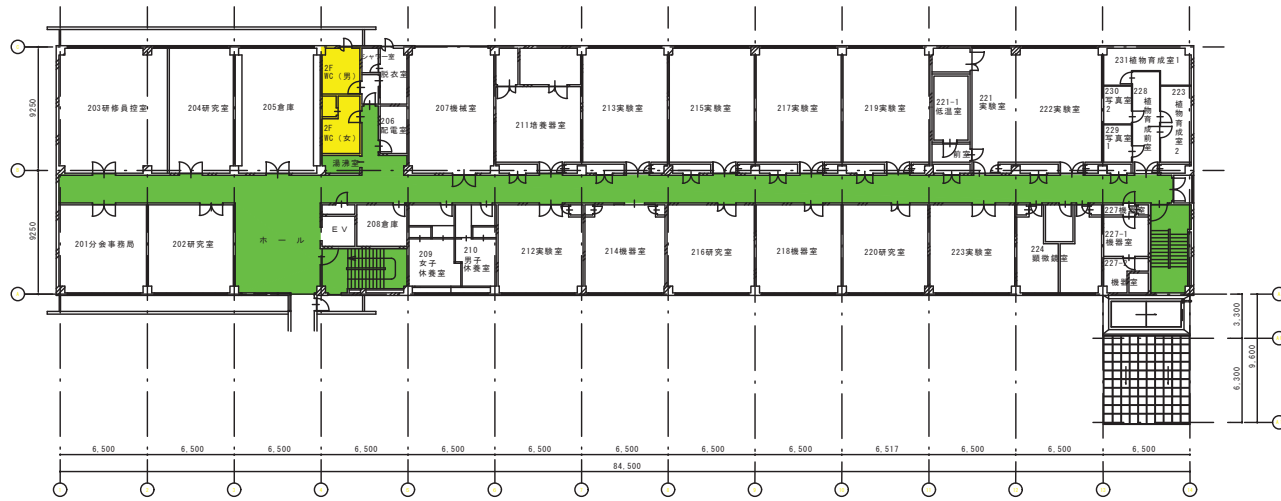 シャワー室
2F
WC (男)
脱衣室
231植物育成室1
203研修員控室
204研究室
205倉庫
207機械室
211培養器室
213実験室
215実験室
217実験室
219実験室
221-1
低温室
221
実験室
222実験室
230
写真室
2
228
植物育成前室
223
植物育成室2
206
配電室
2F
WC (女)
229
写真室
1
湯沸室
前室
9250
9250
201分会事務局
202研究室
ホール
EV
208倉庫
209
女子
休養室
210
男子
休養室
212実験室
214機器室
216研究室
218機器室
220研究室
223実験室
224
顕微鏡室
227機器室
227-1
機器室
227-2
機器室
3,300
6,300
9,600
6,500
6,500
6,500
6,500
6,500
6,500
6,500
6,500
6,500
6,517
6,500
6,500
6,500
84,500